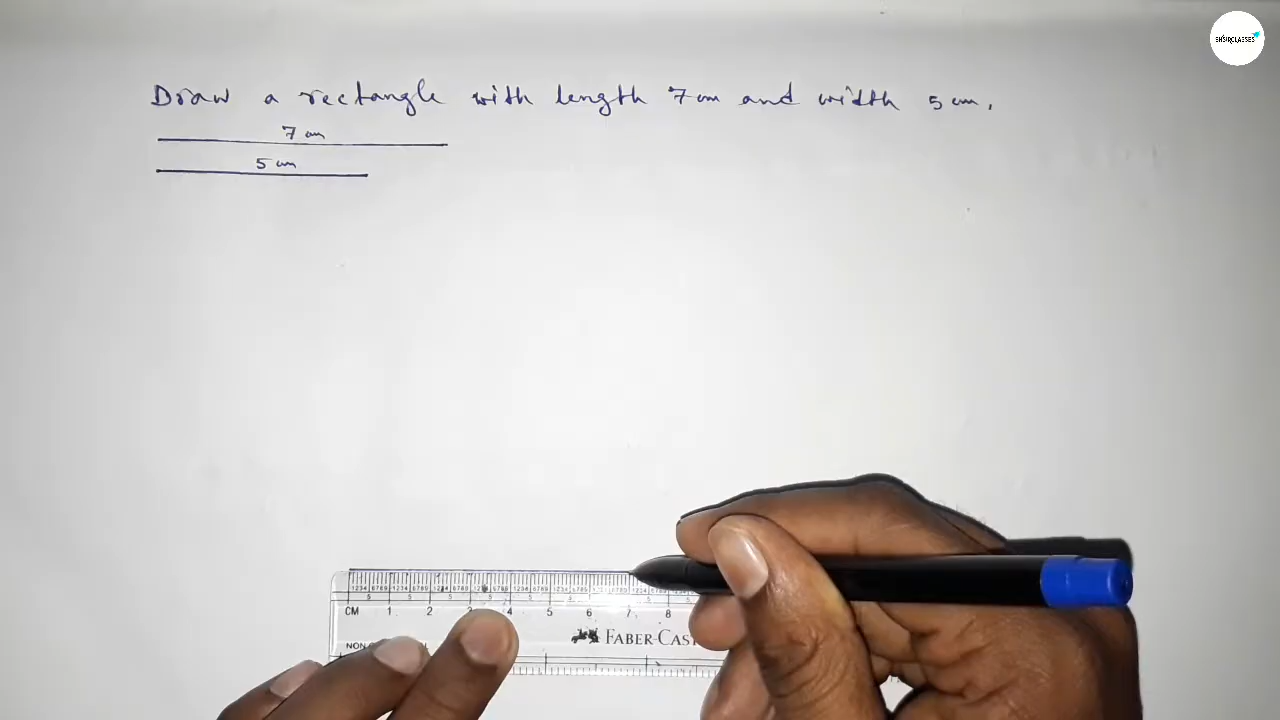 Draw a rectangle with length 7 cm and width 5 cm.
7 cm
5 cm
CM 1 2 3 4 5 6 7 8
FABER-CAST